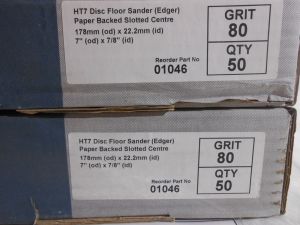 HT7 Disc Floor Sander (Edger)
Paper Backed Slotted Centre
178mm (od) x 22.2mm (id)
7" (od) x 7/8" (id)
Reorder Part No
01046
GRIT
80
QTY
50
HT7 Disc Floor Sander (Edger)
Paper Backed Slotted Centre
178mm (od) x 22.2mm (id)
7" (od) x 7/8" (id)
Reorder Part No
01046
GRIT
80
QTY
50